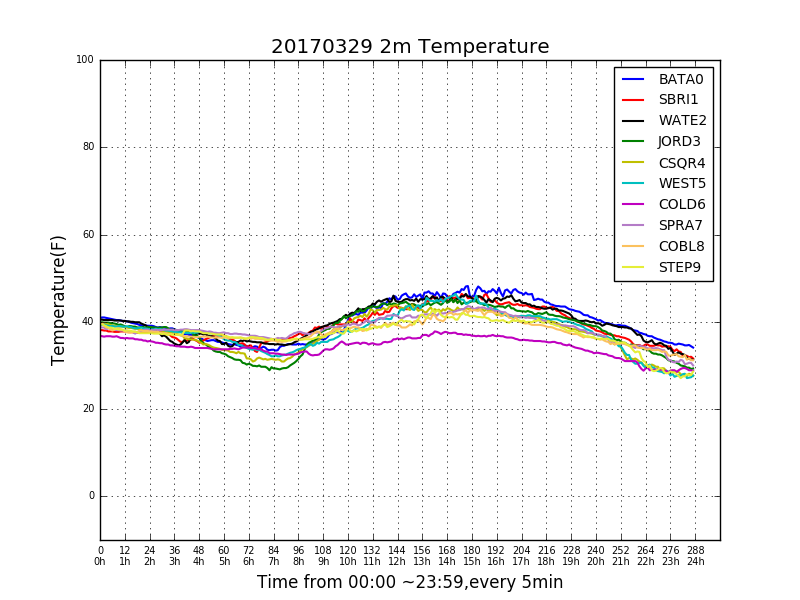 20170329 2m Temperature
100
80
60
40
20
0
Temperature(F)
BATA0
SBRI1
WATE2
JORD3
CSQR4
WEST5
COLD6
SPRA7
COBL8
STEP9
0 12 24 36 48 60 72 84 96 108 120 132 144 156 168 180 192 204 216 228 240 252 264 276 288
0h 1h 2h 3h 4h 5h 6h 7h 8h 9h 10h 11h 12h 13h 14h 15h 16h 17h 18h 19h 20h 21h 22h 23h 24h
Time from 00:00 ~23:59,every 5min